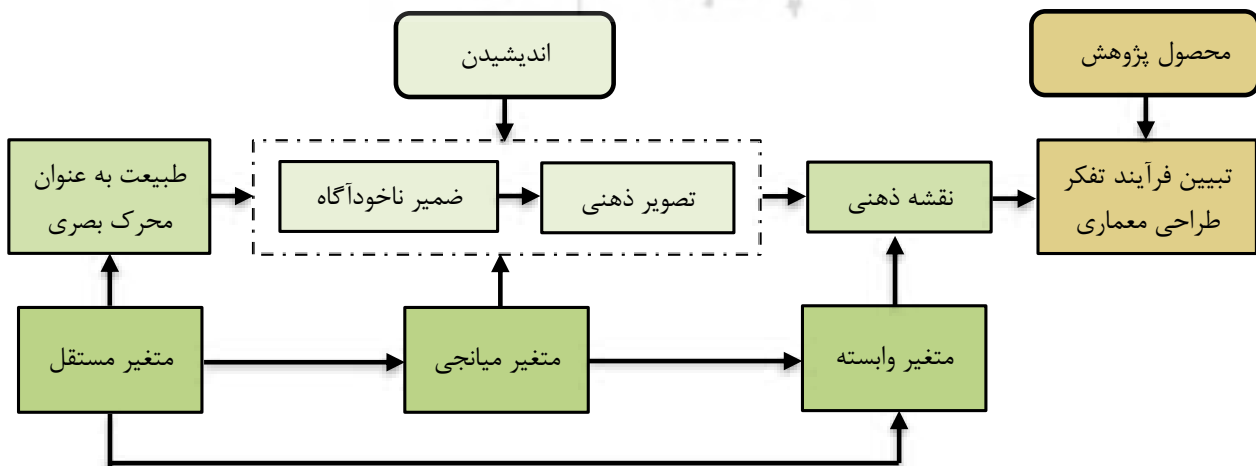 اندیشیدن
محصول پژوهش
طبیعت به عنوان
محرک بصری
ضمیر ناخودآگاه
تصویر ذهنی
نقشه ذهنی
تبیین فرآیند تفکر
طراحی معماری
متغیر مستقل
متغیر میانجی
متغیر وابسته